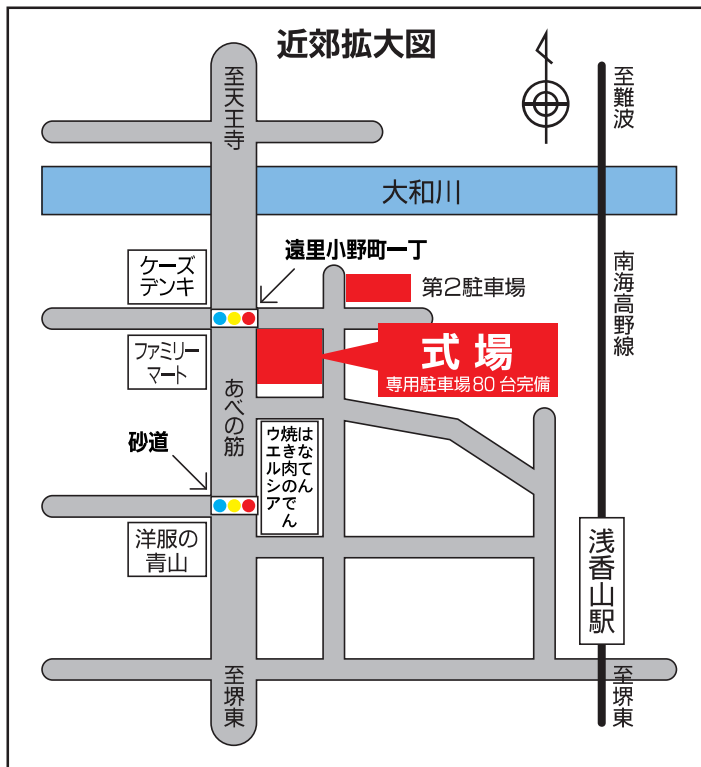 近郊拡大図
至天王寺
至難波
大和川
遠里小野町一丁
ケーズ
デンキ
第2駐車場
南海高野線
ファミリー
マート
式場
専用駐車場80台完備
あべの筋
砂道
はなてん
焼き肉のでん
ウエルシア
洋服の
青山
浅香山駅
至堺東
至堺東